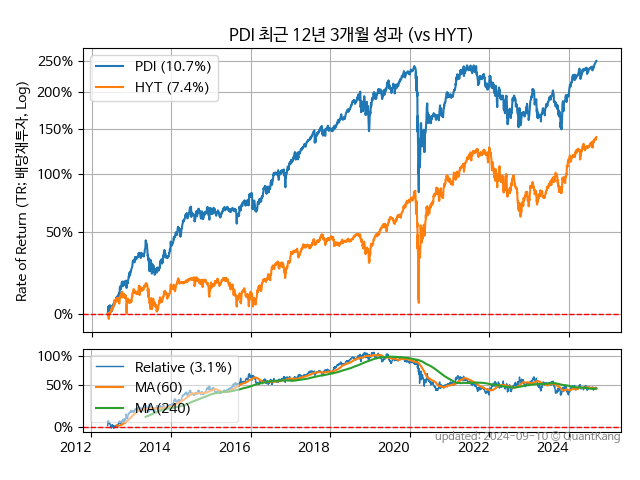 PDI 최근 12년 3개월 성과 (vs HYT)
Rate of Return (TR: 배당재투자, Log)
250%
200%
150%
100%
50%
0%
PDI (10.7%)
HYT (7.4%)
100%
50%
0%
Relative (3.1%)
MA(60)
MA(240)
2012
2014
2016
2018
2020
2022
2024
updated: 2024-09-10 © QuantKang